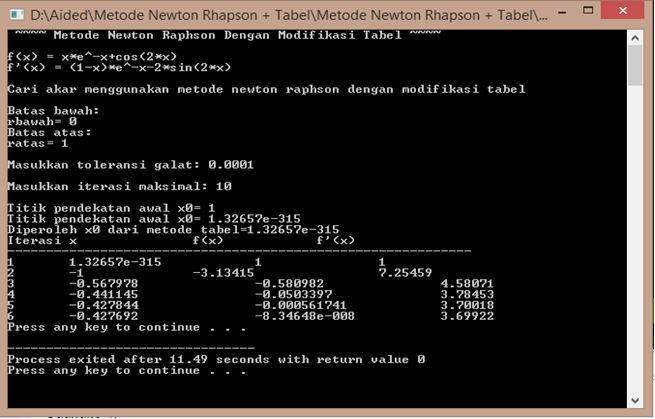 D:\Aided\Metode Newton Rhapson + Tabel\Metode Newton Rhapson + Tabel\...
~~~~~ Metode Newton Raphson Dengan Modifikasi Tabel ~~~~~
f(x) = x*e^-x+cos(2*x)
f'(x) = (1-x)*e^-x-2*sin(2*x)
Cari akar menggunakan metode newton raphson dengan modifikasi tabel
Batas bawah:
rbawah= 0
Batas atas:
ratas= 1
Masukkan toleransi galat: 0.0001
Masukkan iterasi maksimal: 10
Titik pendekatan awal x0= 1
Titik pendekatan awal x0= 1.32657e-315
Diperoleh x0 dari metode tabel=1.32657e-315
Iterasi x f(x) f'(x)
1 1.32657e-315 1 1
2 -1 -3.13415 7.25459
3 -0.567978 -0.580982 4.58071
4 -0.441145 -0.0503397 3.78453
5 -0.427844 -0.000561741 3.70018
6 -0.427692 -8.34648e-008 3.69922
Press any key to continue . . .
--------------------------------
Process exited after 11.49 seconds with return value 0
Press any key to continue . . .